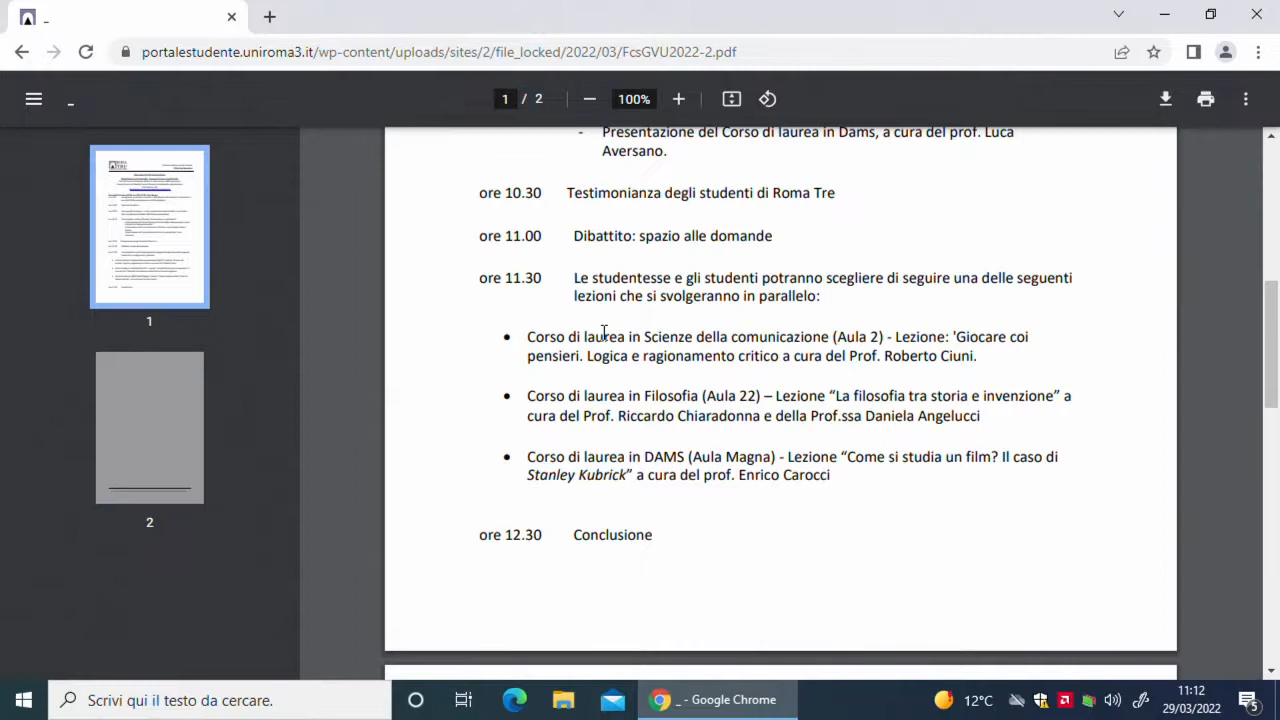 _
portalestudente.uniroma3.it/wp-content/uploads/sites/2/file_locked/2022/03/FcsGVU2022-2.pdf
_
1 / 2
100%
- Presentazione del Corso di laurea in Dams, a cura del prof. Luca
Aversano.
ore 10.30 Testimonianza degli studenti di Roma Tre
ore 11.00 Dibattito: spazio alle domande
ore 11.30 Le studentesse e gli studenti potranno scegliere di seguire una delle seguenti
lezioni che si svolgeranno in parallelo:
• Corso di laurea in Scienze della comunicazione (Aula 2) - Lezione: 'Giocare coi
pensieri. Logica e ragionamento critico a cura del Prof. Roberto Ciuni.
• Corso di laurea in Filosofia (Aula 22) – Lezione “La filosofia tra storia e invenzione” a
cura del Prof. Riccardo Chiaradonna e della Prof.ssa Daniela Angelucci
• Corso di laurea in DAMS (Aula Magna) - Lezione “Come si studia un film? Il caso di
Stanley Kubrick” a cura del prof. Enrico Carocci
ore 12.30 Conclusione
1
2
Scrivi qui il testo da cercare.
_ - Google Chrome
12°C
11:12
29/03/2022
5